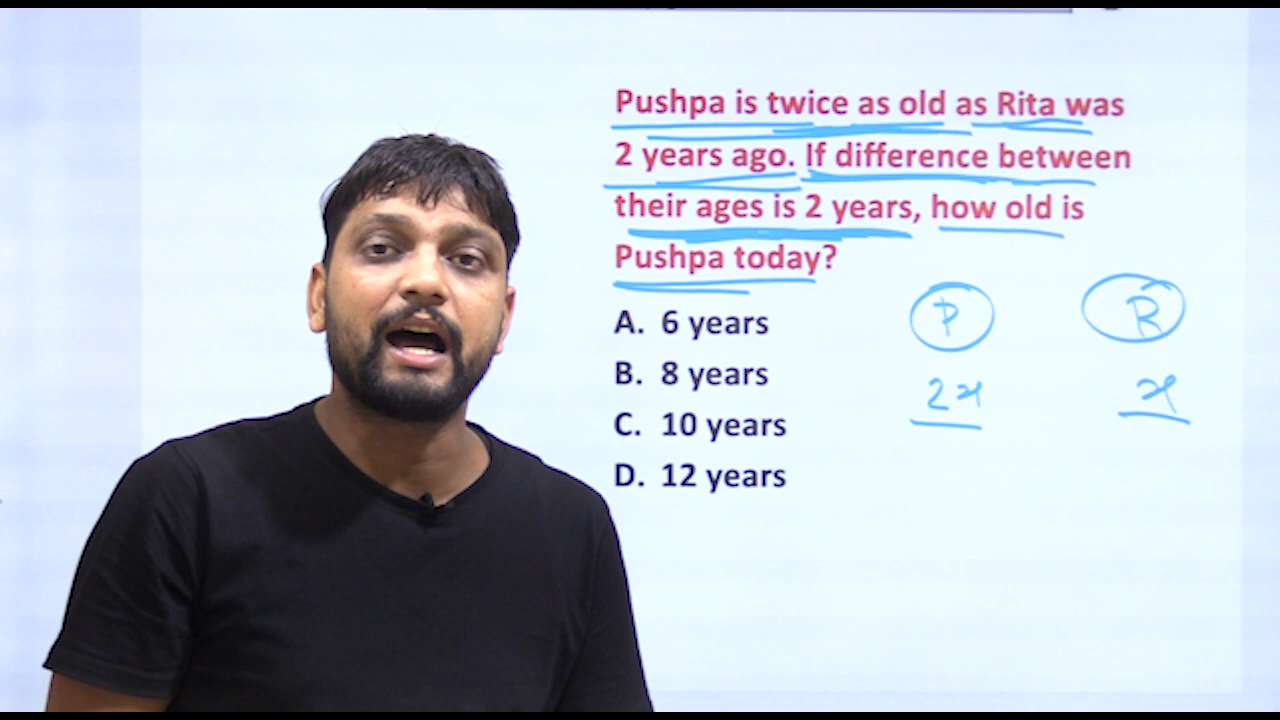 Pushpa is twice as old as Rita was
2 years ago. If difference between
their ages is 2 years, how old is
Pushpa today?
A. 6 years
B. 8 years
C. 10 years
D. 12 years
P R
2x x